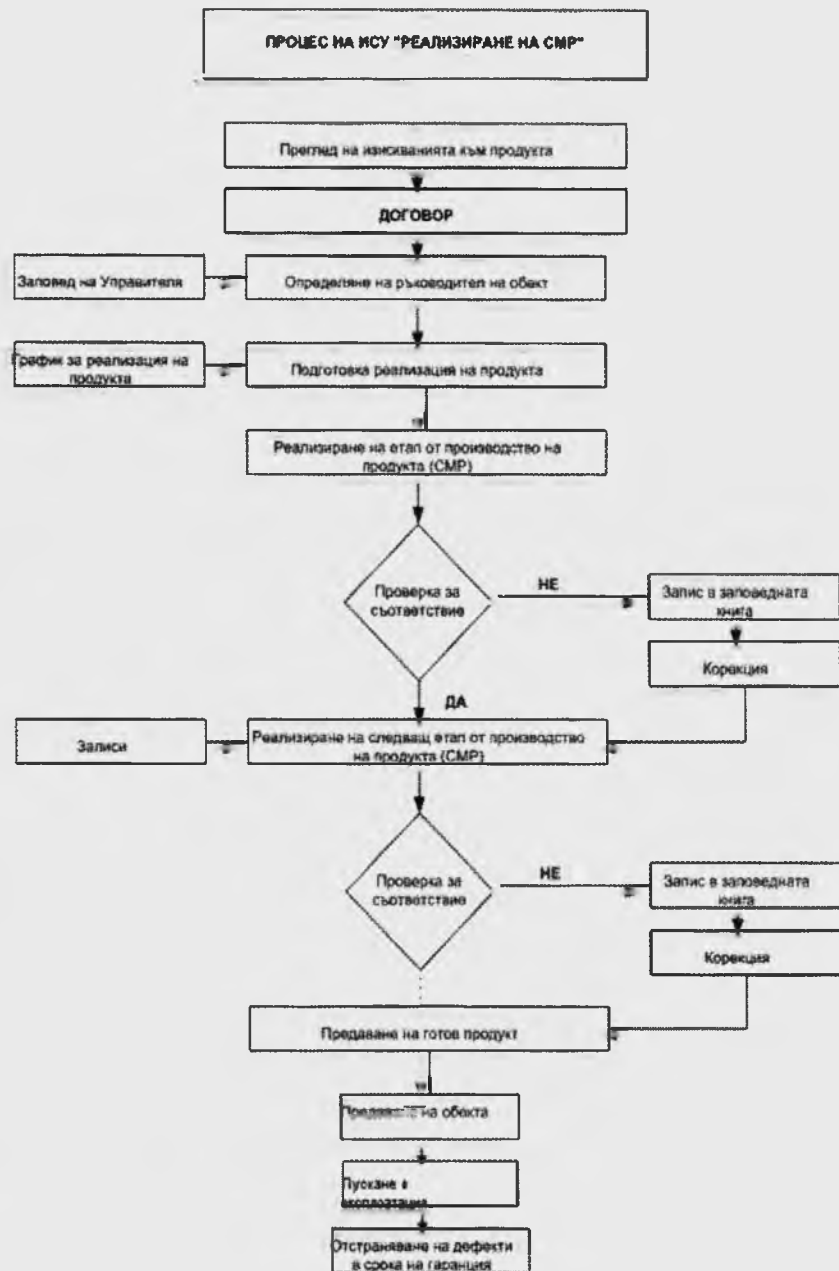 ПРОЦЕС НА ИСУ "РЕАЛИЗИРАНЕ НА СМР"
Преглед на изискванията към продукта
ДОГОВОР
Заповед на Управителя
Определяне на ръководител на обект
График за реализация на
продукта
Подготовка реализация на продукта
Реализиране на етап от производство на
продукта (СМР)
Проверка за
съответствие
НЕ
Запис в заповедната
книга
Корекция
ДА
Записи
Реализиране на следващ етап от производство
на продукта (СМР)
Проверка за
съответствие
НЕ
Запис в заповедната
книга
Корекция
Предаване на готов продукт
Предаване на обекта
Пускане в
експлоатация
Отстраняване на дефекти
в срока на гаранция